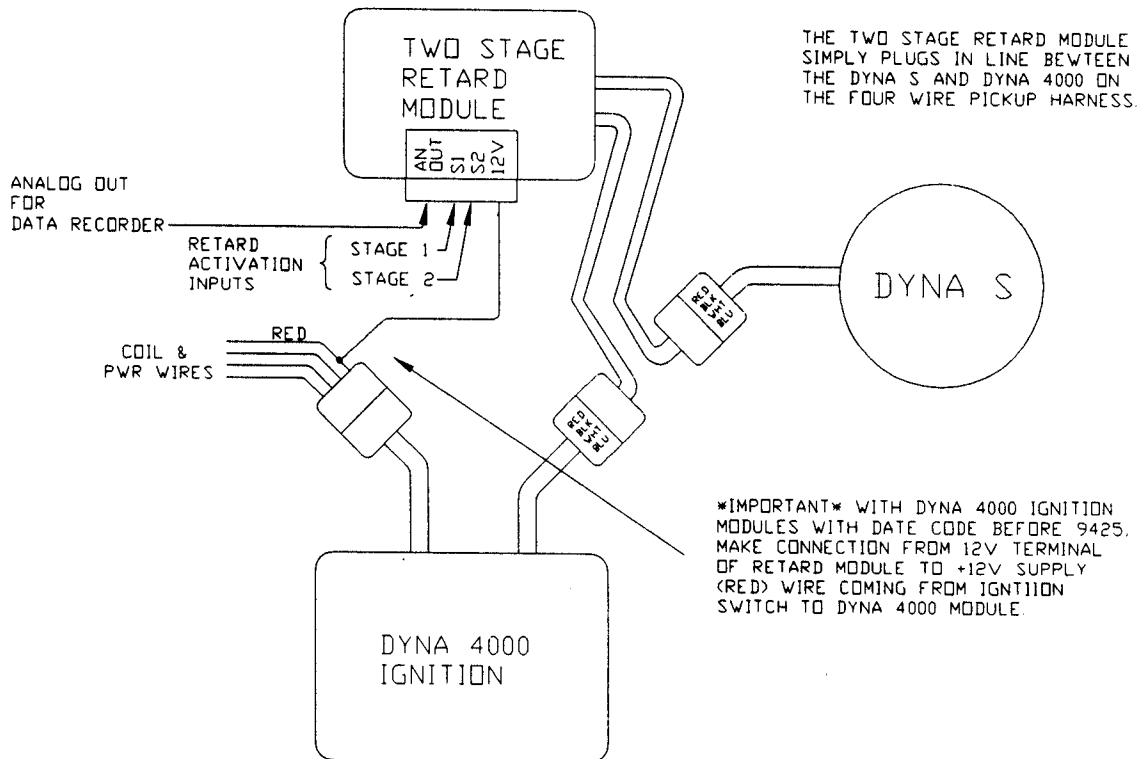 TWO STAGE
RETARD
MODULE
AN
OUT
S1
S2
12V
THE TWO STAGE RETARD MODULE
SIMPLY PLUGS IN LINE BEWTEEN
THE DYNA S AND DYNA 4000 ON
THE FOUR WIRE PICKUP HARNESS.
ANALOG OUT
FOR
DATA RECORDER
RETARD
ACTIVATION
INPUTS
STAGE 1
STAGE 2
RED
BLK
WHT
BLU
DYNA S
RED
COIL &
PWR WIRES
RED
BLK
WHT
BLU
*IMPORTANT* WITH DYNA 4000 IGNITION
MODULES WITH DATE CODE BEFORE 9425,
MAKE CONNECTION FROM 12V TERMINAL
OF RETARD MODULE TO +12V SUPPLY
(RED) WIRE COMING FROM IGNTIION
SWITCH TO DYNA 4000 MODULE.
DYNA 4000
IGNITION